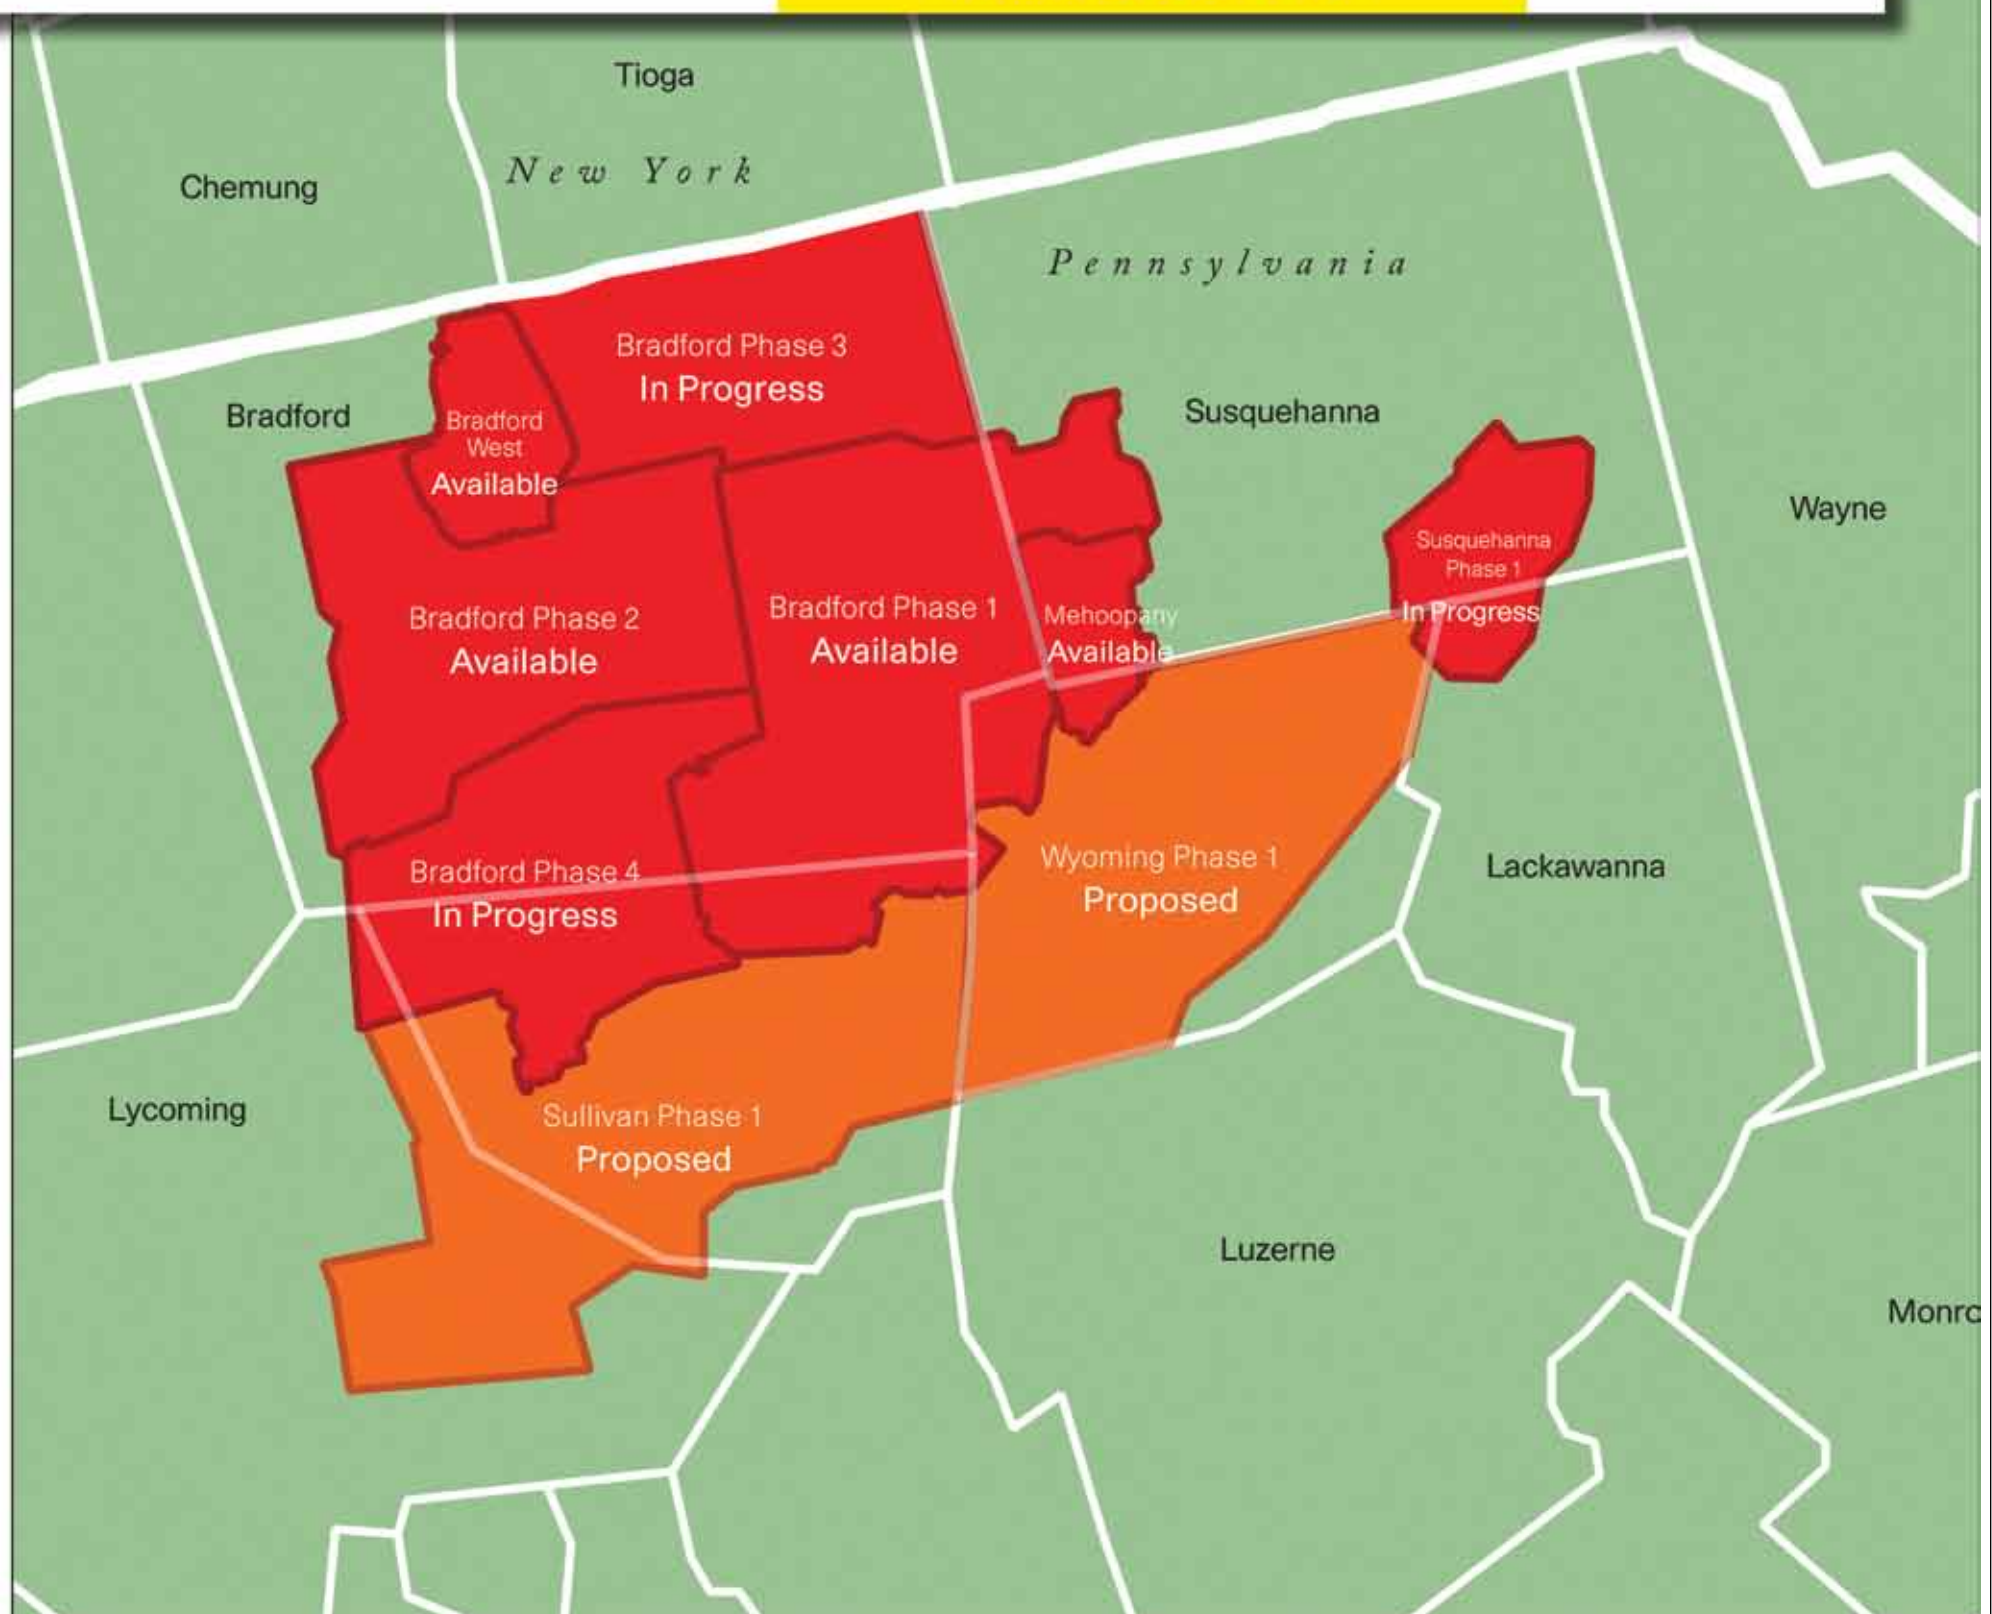 Tioga
New York
Chemung
Pennsylvania
Bradford Phase 3
In Progress
Bradford
Susquehanna
Bradford
West
Available
Wayne
Susquehanna
Phase 1
In Progress
Bradford Phase 2
Available
Bradford Phase 1
Available
Mehoopany
Available
Bradford Phase 4
In Progress
Wyoming Phase 1
Proposed
Lackawanna
Lycoming
Sullivan Phase 1
Proposed
Luzerne
Monro